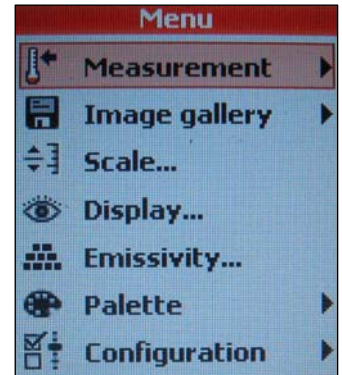 Menu
Measurement
Image gallery
Scale...
Display...
Emissivity...
Palette
Configuration